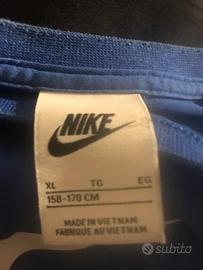 NIKE
XL TG EG
158-170 CM
MADE IN VIETNAM
FABRIQUÉ AU VIETNAM
subito